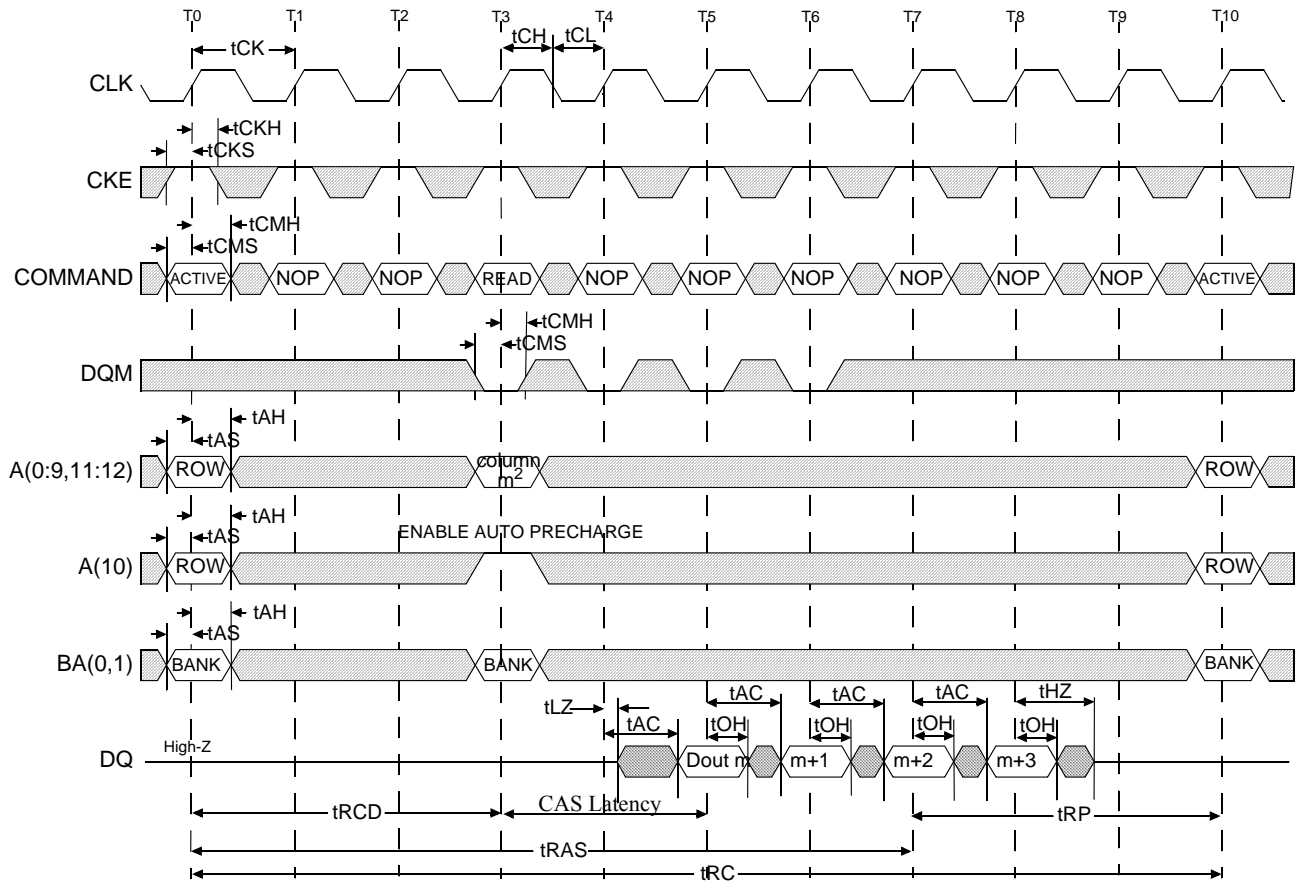 T0 T1 T2 T3 T4 T5 T6 T7 T8 T9 T10
tCK tCH tCL
CLK
tCKH
tCKS
CKE
tCMH
tCMS
COMMAND ACTIVE NOP NOP READ NOP NOP NOP NOP NOP NOP ACTIVE
tCMH
tCMS
DQM
tAH
tAS
A(0:9,11:12) ROW column m2 ROW
tAH
tAS
ENABLE AUTO PRECHARGE
A(10) ROW ROW
tAH
tAS
BA(0,1) BANK BANK BANK
tLZ tAC tAC tAC tHZ
tAC tOH tOH tOH tOH
High-Z
DQ Dout m m+1 m+2 m+3
tRCD CAS Latency tRP
tRAS
tRC